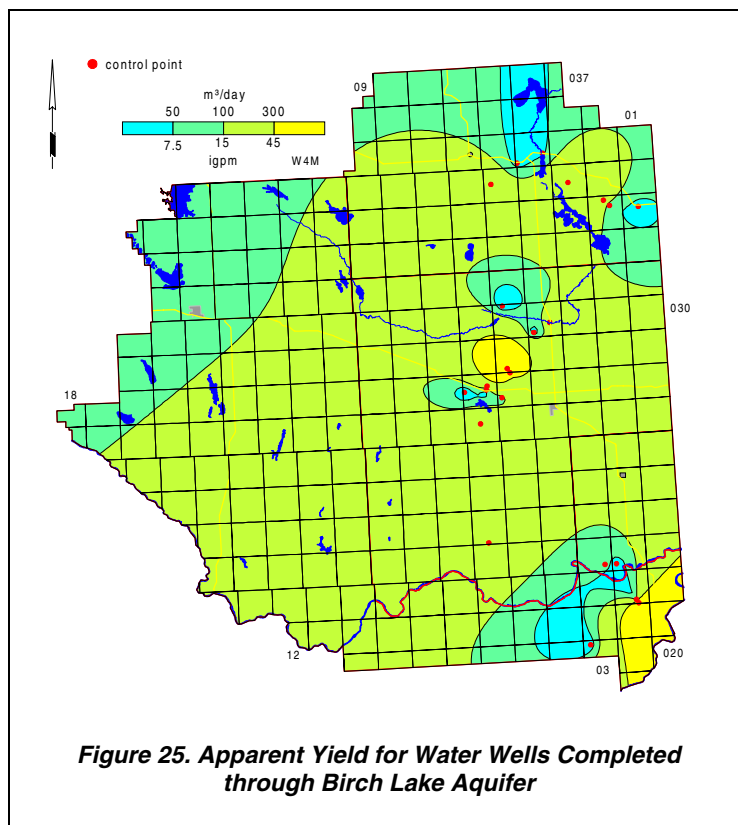 037
09
control point
m³/day
50 100 300
01
7.5 15 45
igpm W4M
030
18
12
03
020
Figure 25. Apparent Yield for Water Wells Completed
through Birch Lake Aquifer